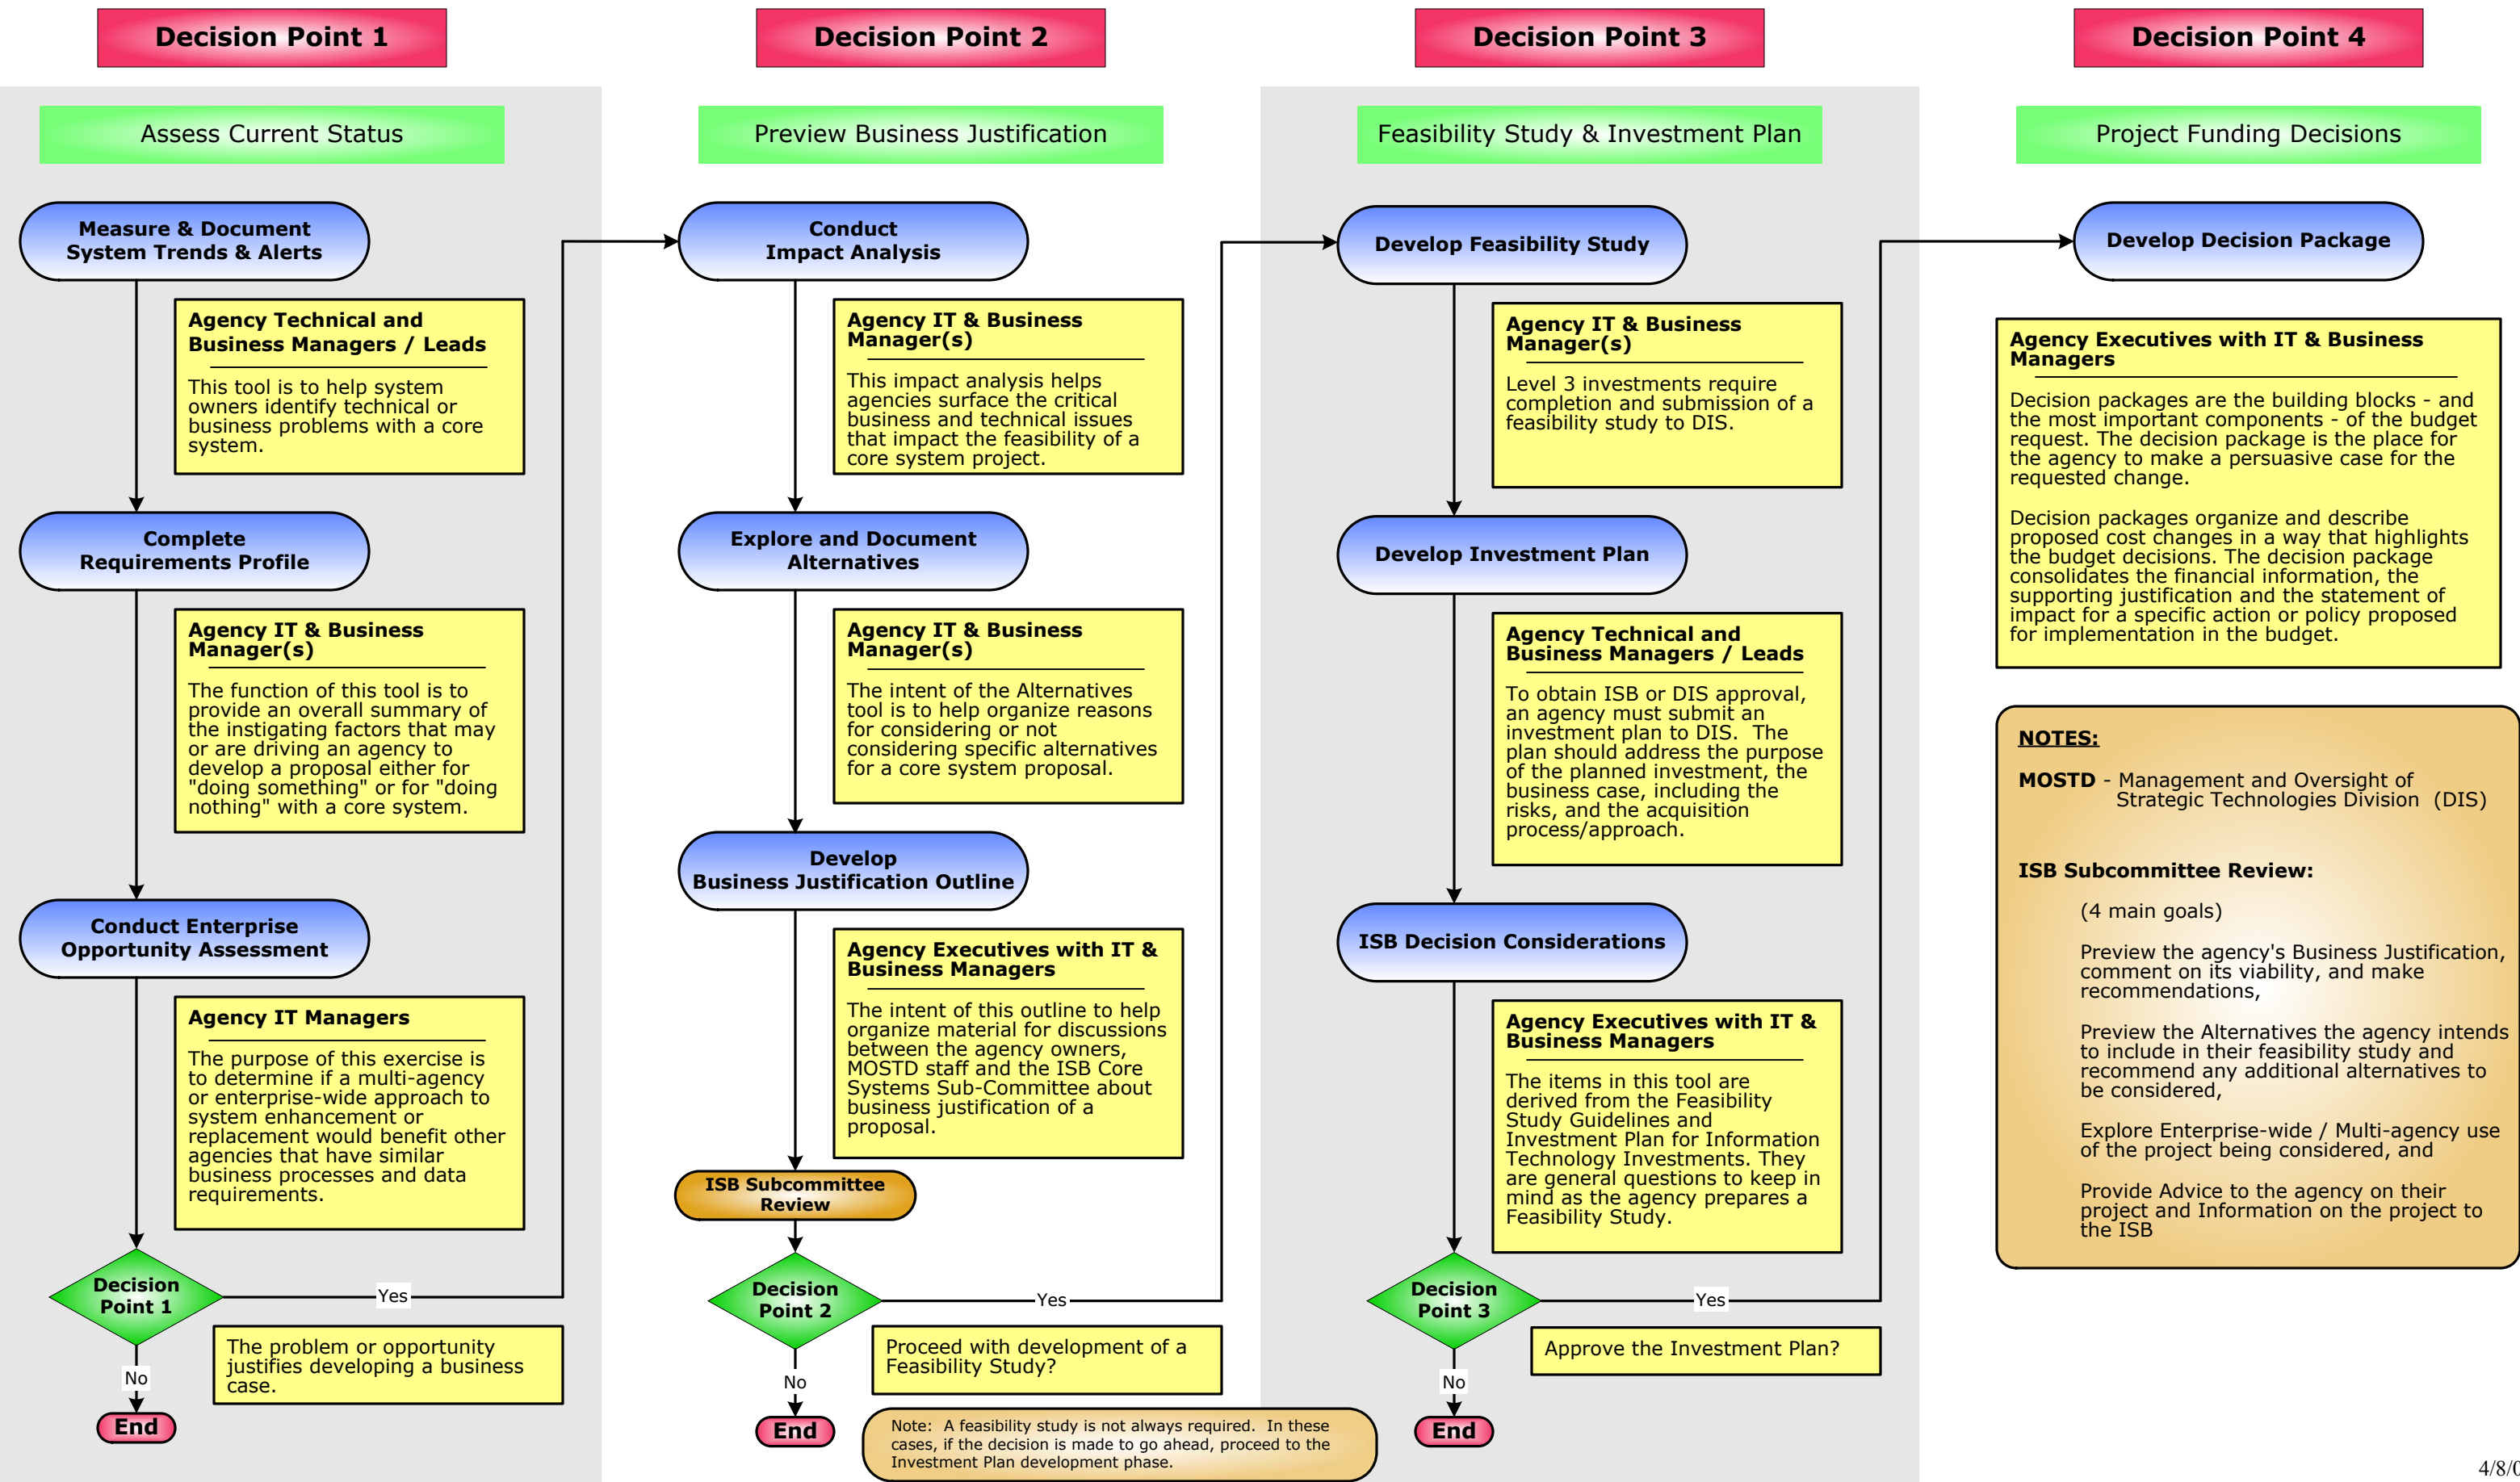 Decision Point 1
Assess Current Status
Measure & Document
System Trends & Alerts
Agency Technical and
Business Managers / Leads
This tool is to help system
owners identify technical or
business problems with a core
system.
Complete
Requirements Profile
Agency IT & Business
Manager(s)
The function of this tool is to
provide an overall summary of
the instigating factors that may
or are driving an agency to
develop a proposal either for
"doing something" or for "doing
nothing" with a core system.
Conduct Enterprise
Opportunity Assessment
Agency IT Managers
The purpose of this exercise is
to determine if a multi-agency
or enterprise-wide approach to
system enhancement or
replacement would benefit other
agencies that have similar
business processes and data
requirements.
Decision
Point 1
Yes
The problem or opportunity
justifies developing a business
case.
No
End
Decision Point 2
Preview Business Justification
Conduct
Impact Analysis
Agency IT & Business
Manager(s)
This impact analysis helps
agencies surface the critical
business and technical issues
that impact the feasibility of a
core system project.
Explore and Document
Alternatives
Agency IT & Business
Manager(s)
The intent of the Alternatives
tool is to help organize reasons
for considering or not
considering specific alternatives
for a core system proposal.
Develop
Business Justification Outline
Agency Executives with IT &
Business Managers
The intent of this outline to help
organize material for discussions
between the agency owners,
MOSTD staff and the ISB Core
Systems Sub-Committee about
business justification of a
proposal.
ISB Subcommittee
Review
Decision
Point 2
Yes
Proceed with development of a
Feasibility Study?
No
End
Note: A feasibility study is not always required. In these
cases, if the decision is made to go ahead, proceed to the
Investment Plan development phase.
Decision Point 3
Feasibility Study & Investment Plan
Develop Feasibility Study
Agency IT & Business
Manager(s)
Level 3 investments require
completion and submission of a
feasibility study to DIS.
Develop Investment Plan
Agency Technical and
Business Managers / Leads
To obtain ISB or DIS approval,
an agency must submit an
investment plan to DIS. The
plan should address the purpose
of the planned investment, the
business case, including the
risks, and the acquisition
process/approach.
ISB Decision Considerations
Agency Executives with IT &
Business Managers
The items in this tool are
derived from the Feasibility
Study Guidelines and
Investment Plan for Information
Technology Investments. They
are general questions to keep in
mind as the agency prepares a
Feasibility Study.
Decision
Point 3
Yes
Approve the Investment Plan?
No
End
Decision Point 4
Project Funding Decisions
Develop Decision Package
Agency Executives with IT & Business
Managers
Decision packages are the building blocks - and
the most important components - of the budget
request. The decision package is the place for
the agency to make a persuasive case for the
requested change.
Decision packages organize and describe
proposed cost changes in a way that highlights
the budget decisions. The decision package
consolidates the financial information, the
supporting justification and the statement of
impact for a specific action or policy proposed
for implementation in the budget.
NOTES:
MOSTD - Management and Oversight of
Strategic Technologies Division (DIS)
ISB Subcommittee Review:
(4 main goals)
Preview the agency's Business Justification,
comment on its viability, and make
recommendations,
Preview the Alternatives the agency intends
to include in their feasibility study and
recommend any additional alternatives to
be considered,
Explore Enterprise-wide / Multi-agency use
of the project being considered, and
Provide Advice to the agency on their
project and Information on the project to
the ISB